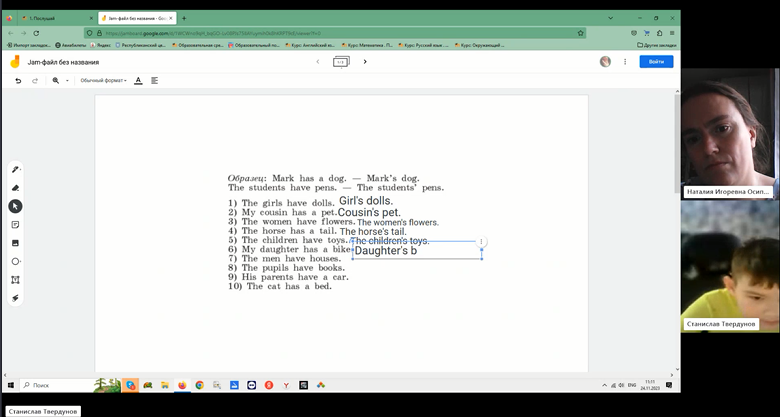 1. Послушай
Jam-файл без названия - Goo
Импорт закладок... Авиабилеты Яндекс Республиканский це... Образовательная сре... Образовательный по... Курс: Английский яз... Курс: Математика . П... Курс: Русский язык . ... Курс: Окружающий ... Другие закладки
Jam-файл без названия 1/1 Войти
Обычный формат A
Образец: Mark has a dog. — Mark's dog.
The students have pens. — The students' pens.
1) The girls have dolls. Girl's dolls.
2) My cousin has a pet. Cousin's pet.
3) The women have flowers. The women's flowers.
4) The horse has a tail. The horse's tail.
5) The children have toys. The children's toys.
6) My daughter has a bike Daughter's b
7) The men have houses.
8) The pupils have books.
9) His parents have a car.
10) The cat has a bed.
Наталия Игоревна Осип...
Станислав Твердунов
Поиск
ENG 11:11
24.11.2023
Станислав Твердунов